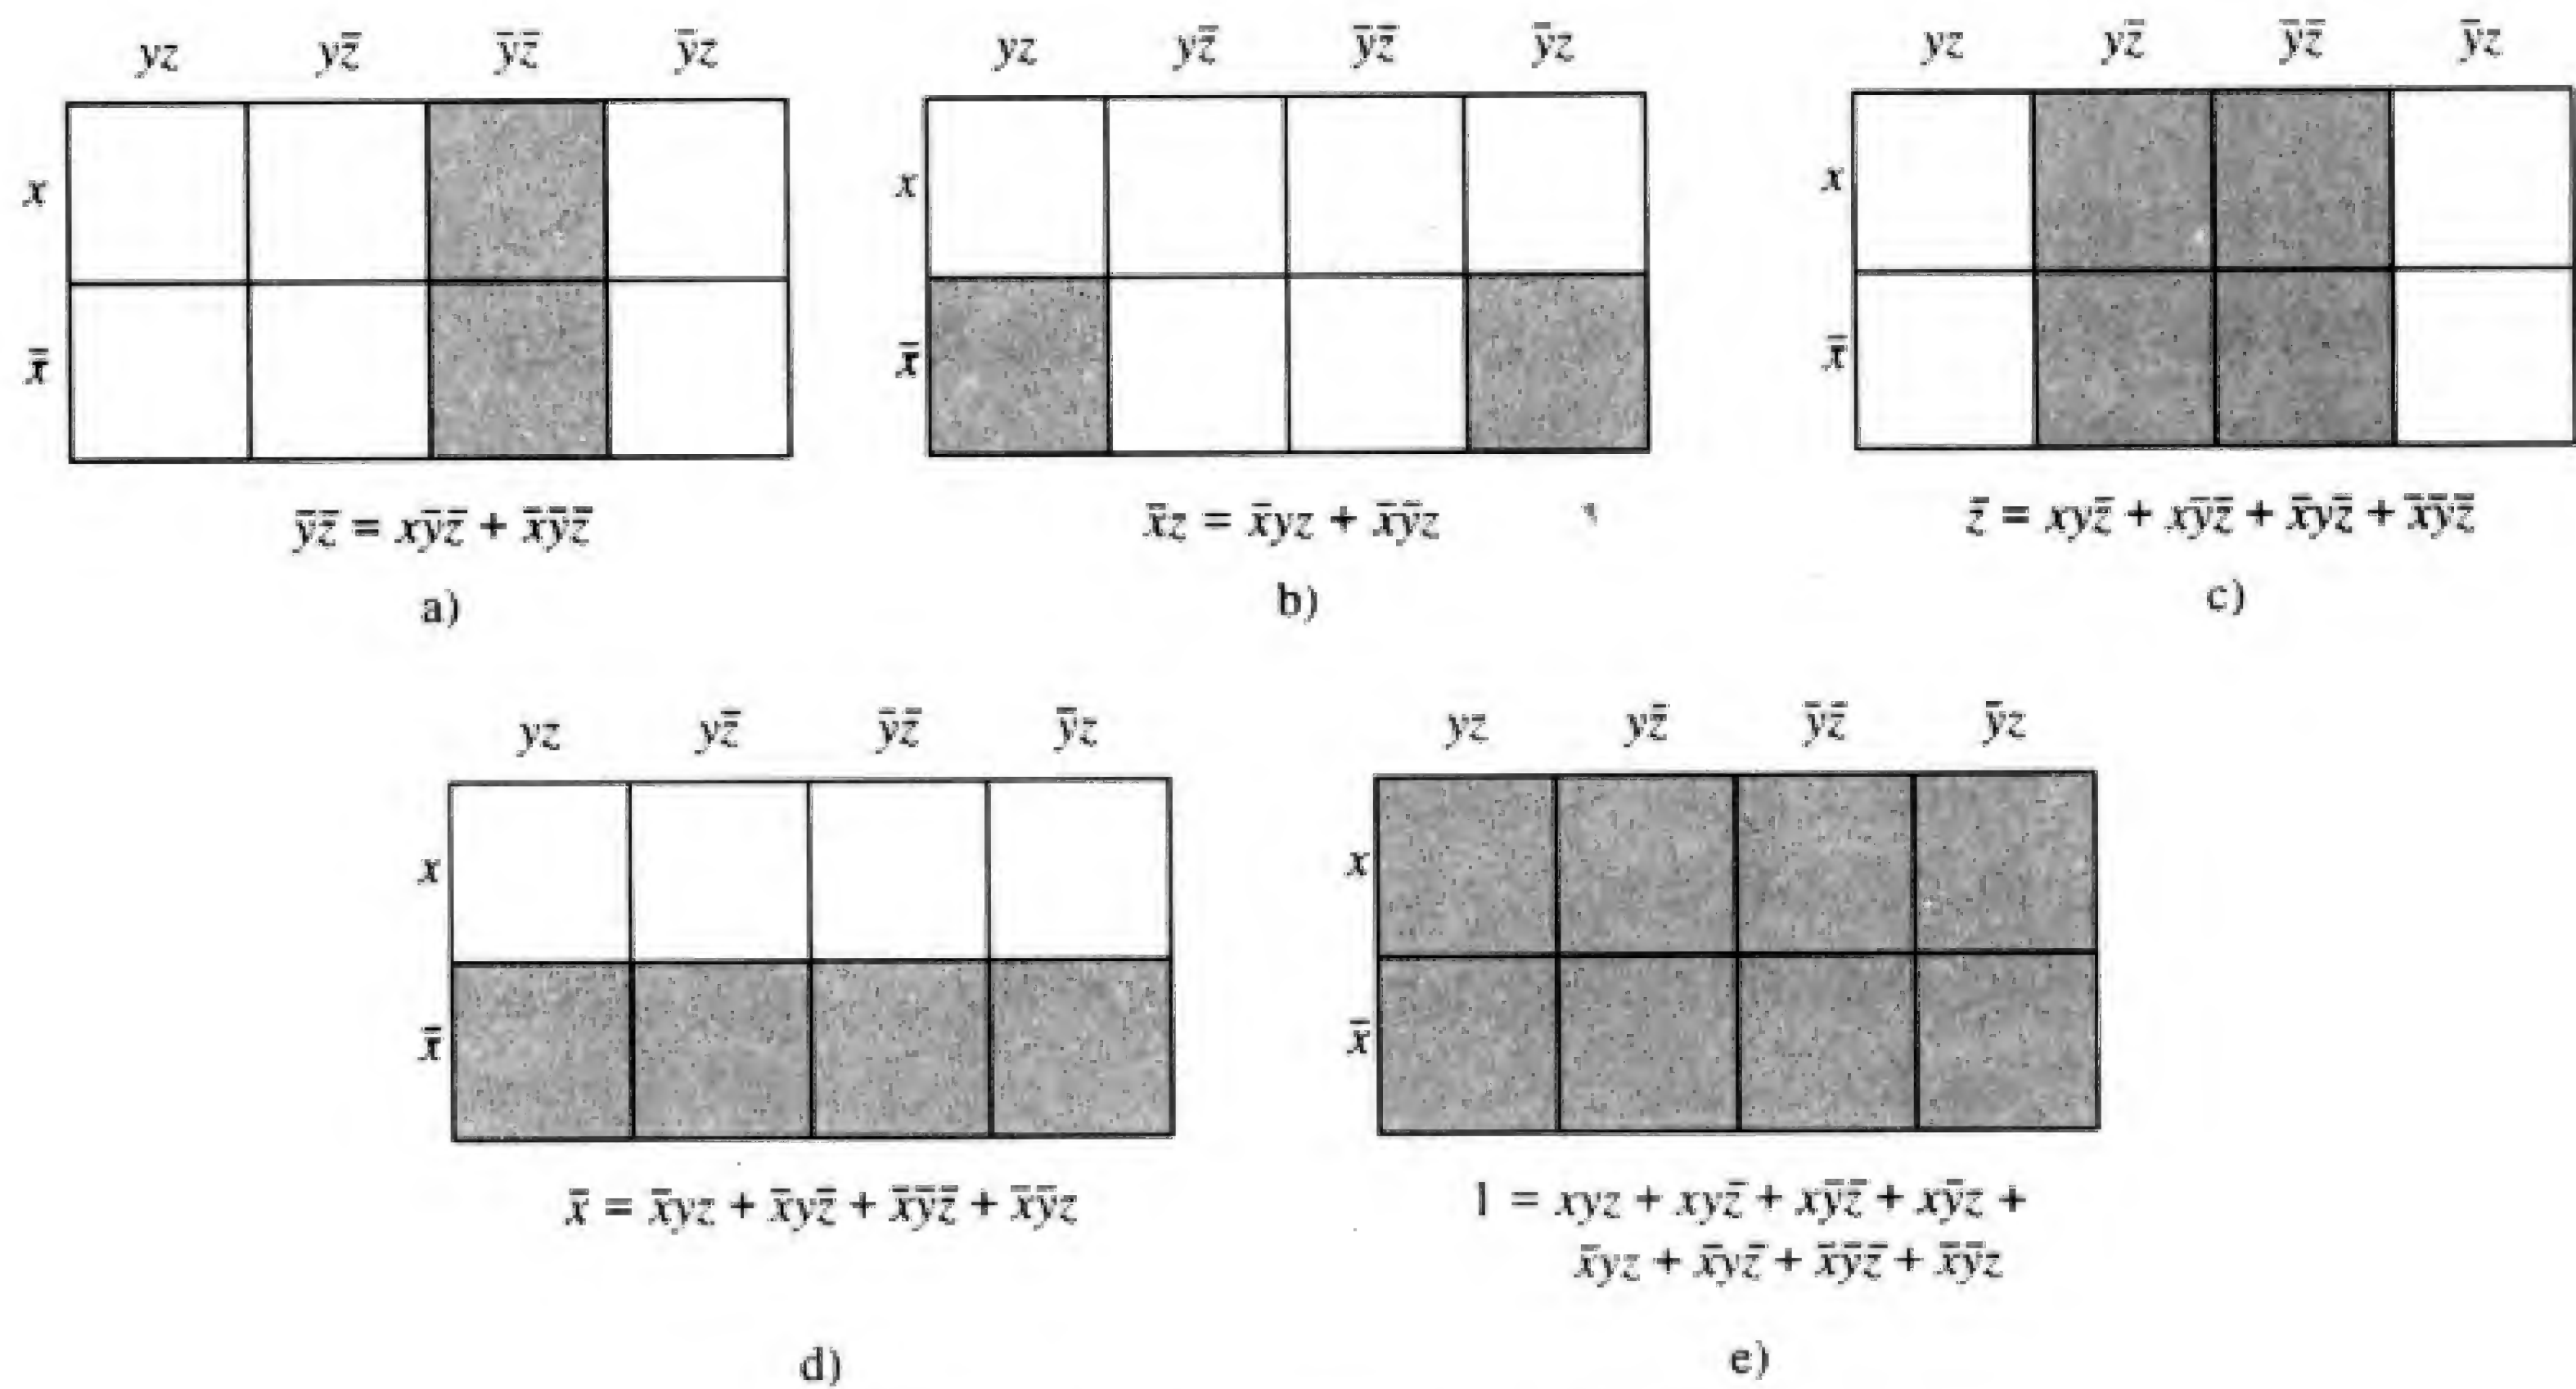 yz yz̄ ȳz̄ ȳz
x
x̄
ȳz̄ = xȳz̄ + x̄ȳz̄
a)
yz yz̄ ȳz̄ ȳz
x
x̄
x̄z = x̄yz + x̄ȳz
b)
yz yz̄ ȳz̄ ȳz
x
x̄
z̄ = xyz̄ + xȳz̄ + x̄yz̄ + x̄ȳz̄
c)
yz yz̄ ȳz̄ ȳz
x
x̄
x̄ = x̄yz + x̄yz̄ + x̄ȳz̄ + x̄ȳz
d)
yz yz̄ ȳz̄ ȳz
x
x̄
1 = xyz + xyz̄ + xȳz̄ + xȳz +
x̄yz + x̄yz̄ + x̄ȳz̄ + x̄ȳz
e)